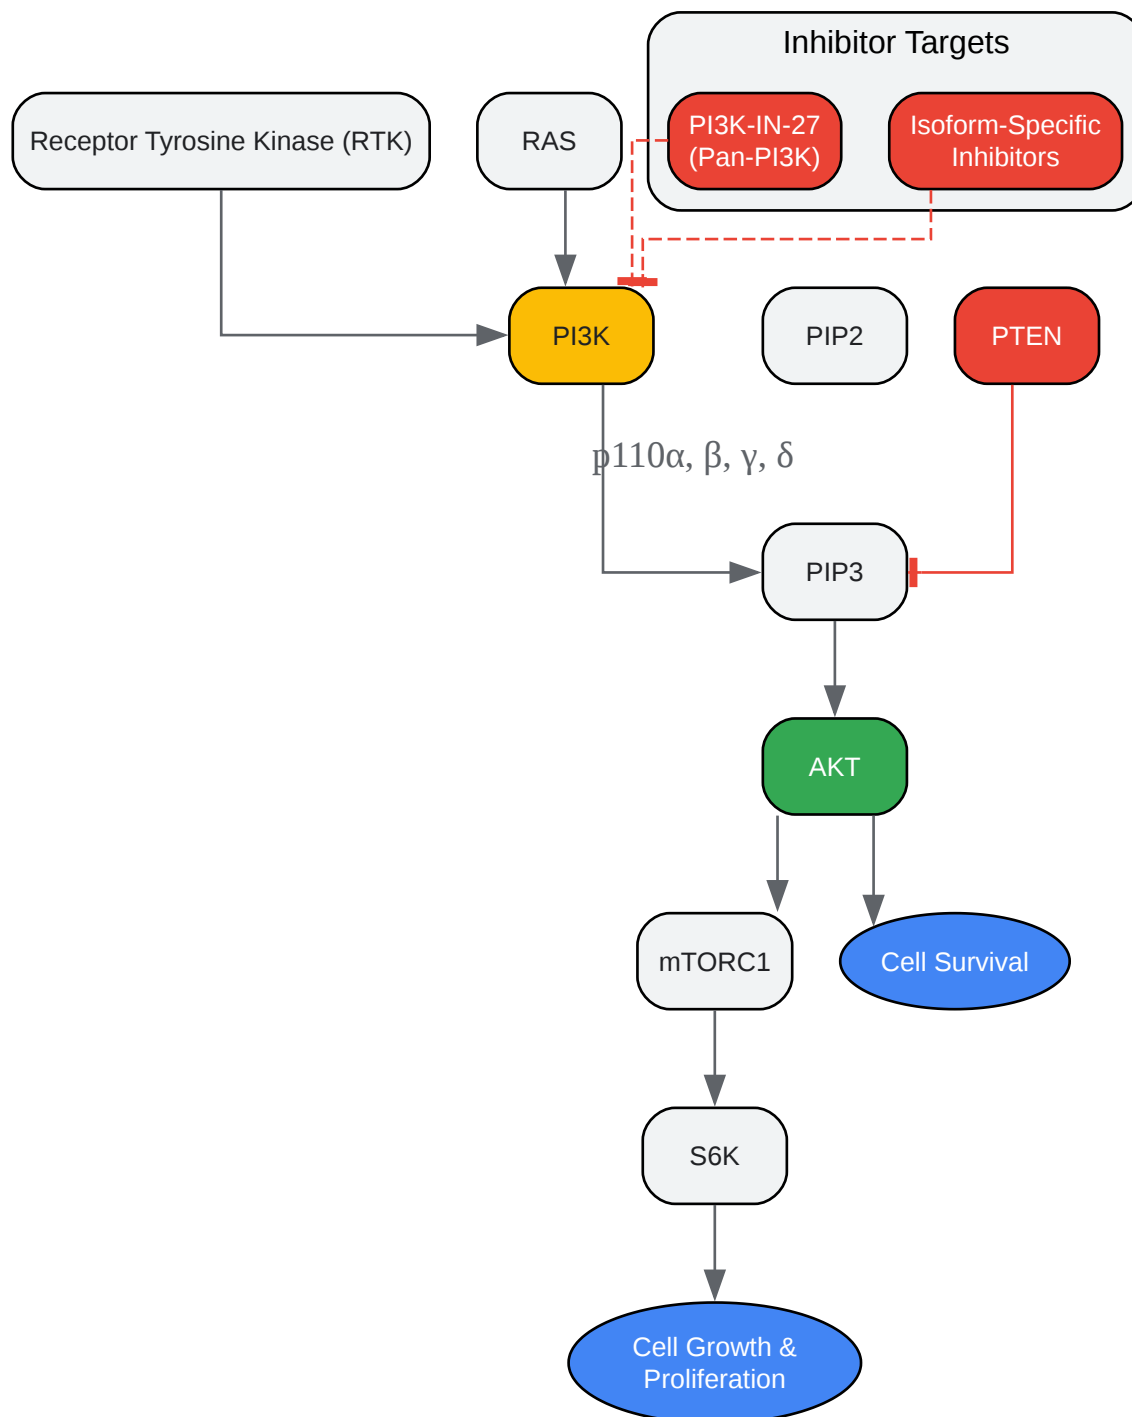 Inhibitor Targets
Receptor Tyrosine Kinase (RTK)
RAS
PI3K-IN-27
(Pan-PI3K)
Isoform-Specific
Inhibitors
PI3K
PIP2
PTEN
p110α, β, γ, δ
PIP3
AKT
mTORC1
Cell Survival
S6K
Cell Growth &
Proliferation